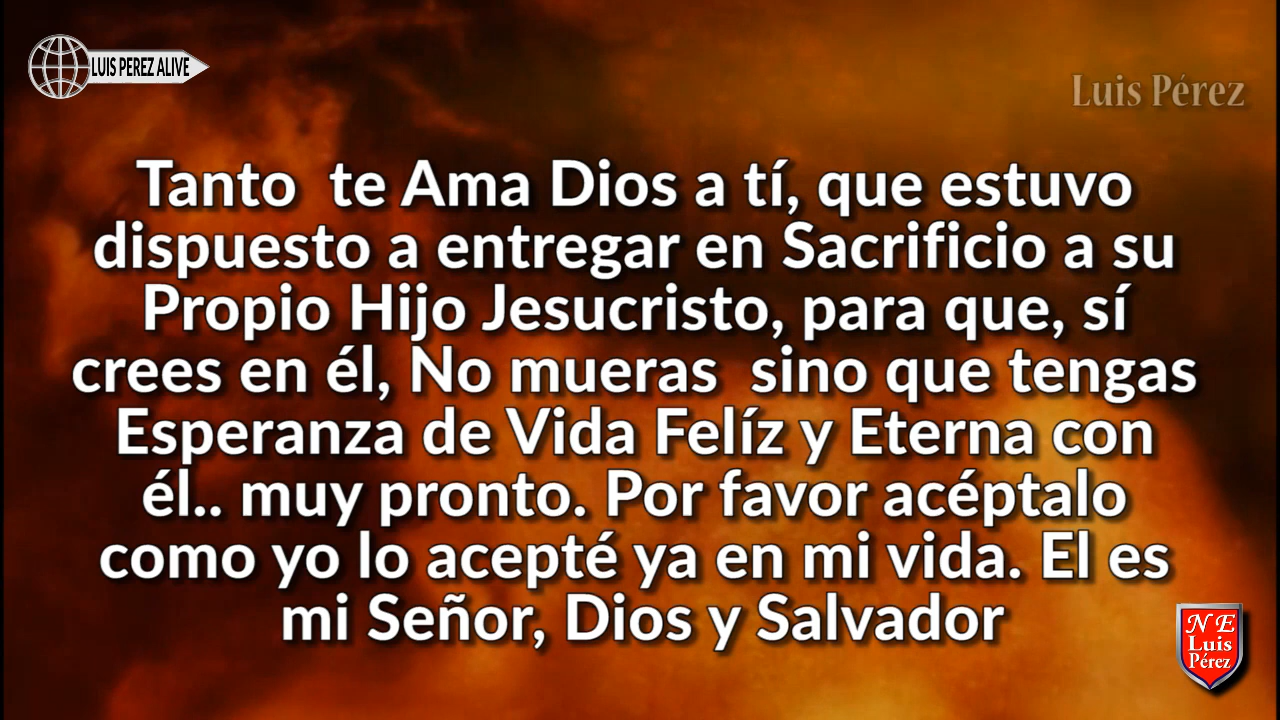 LUIS PEREZ ALIVE
Luis Pérez
Tanto te Ama Dios a tí, que estuvo
dispuesto a entregar en Sacrificio a su
Propio Hijo Jesucristo, para que, sí
crees en él, No mueras sino que tengas
Esperanza de Vida Felíz y Eterna con
él.. muy pronto. Por favor acéptalo
como yo lo acepté ya en mi vida. El es
mi Señor, Dios y Salvador
N E
Luis
Pérez